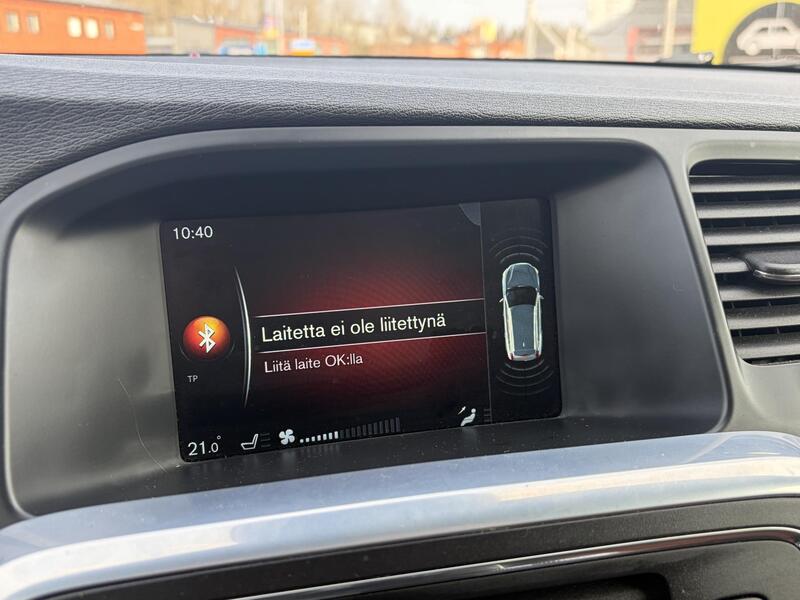 10:40
Laitetta ei ole liitettynä
Liitä laite OK:lla
TP
21.0°